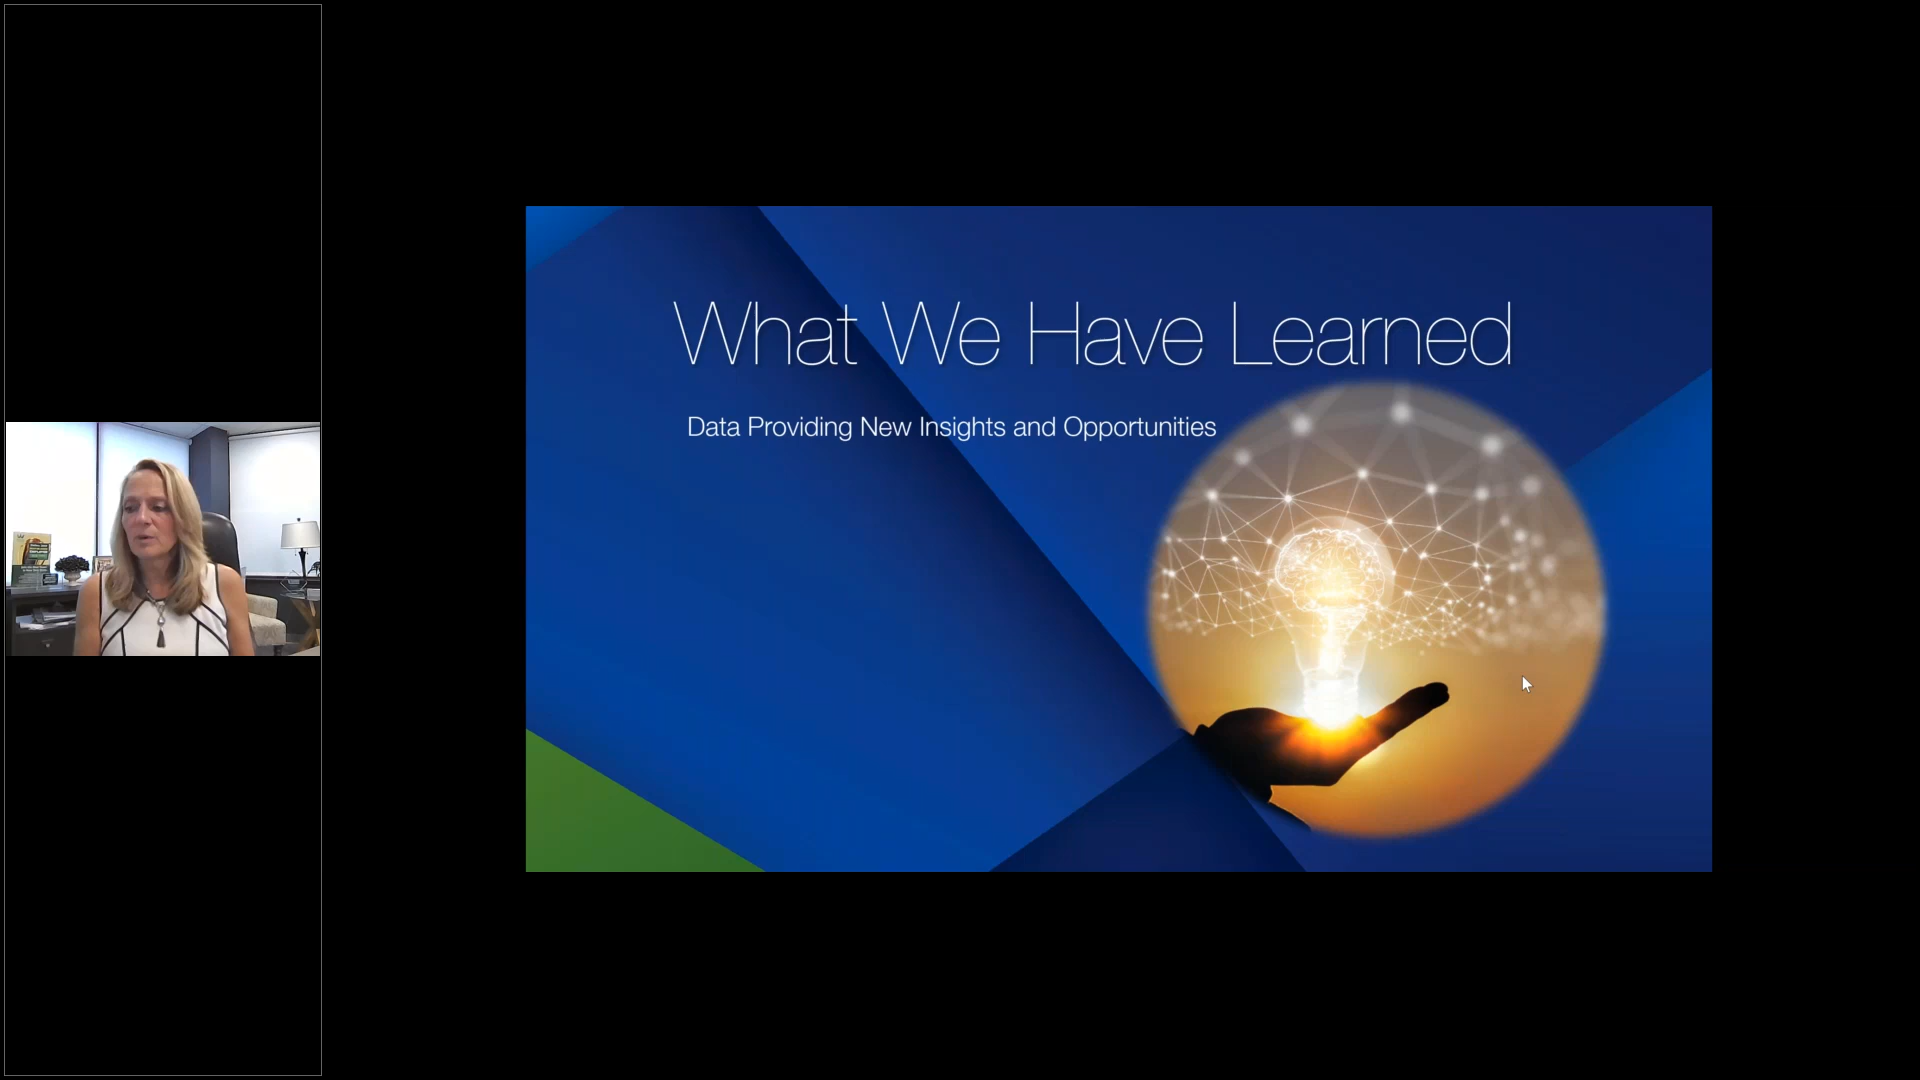 What We Have Learned
Data Providing New Insights and Opportunities